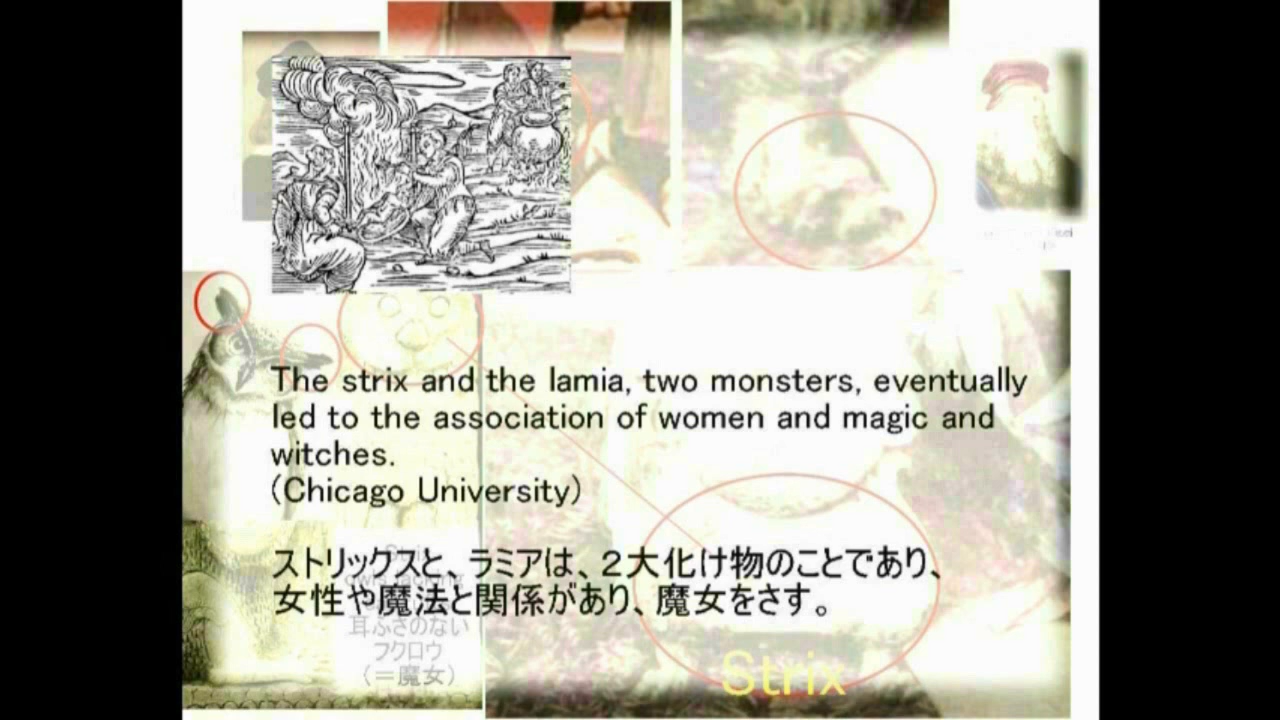 The strix and the lamia, two monsters, eventually
led to the association of women and magic and
witches.
(Chicago University)
ストリックスと、ラミアは、２大化け物のことであり、
女性や魔法と関係があり、魔女をさす。
耳ふさのない
フクロウ
（＝魔女）
Strix